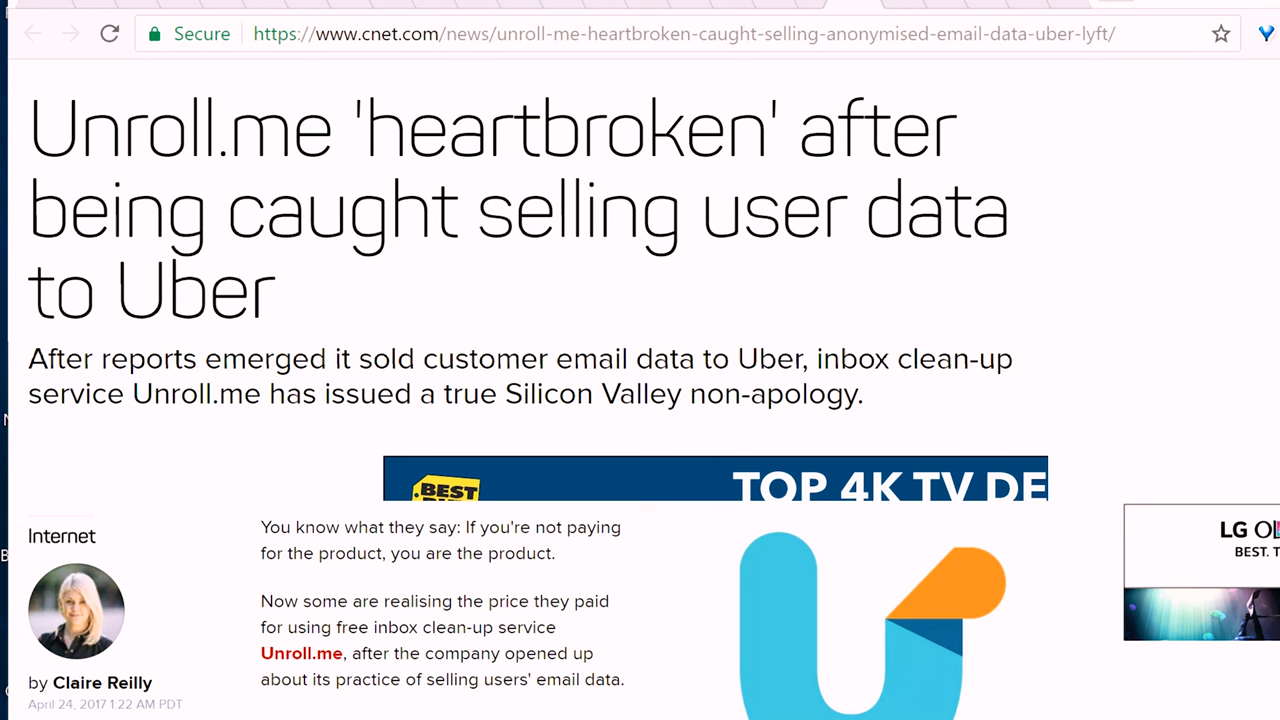 Secure
https://www.cnet.com/news/unroll-me-heartbroken-caught-selling-anonymised-email-data-uber-lyft/
Unroll.me 'heartbroken' after
being caught selling user data
to Uber
After reports emerged it sold customer email data to Uber, inbox clean-up
service Unroll.me has issued a true Silicon Valley non-apology.
BEST
TOP 4K TV DE
Internet
by Claire Reilly
April 24, 2017 1:22 AM PDT
You know what they say: If you're not paying
for the product, you are the product.
Now some are realising the price they paid
for using free inbox clean-up service
Unroll.me, after the company opened up
about its practice of selling users' email data.
LG
BEST. T